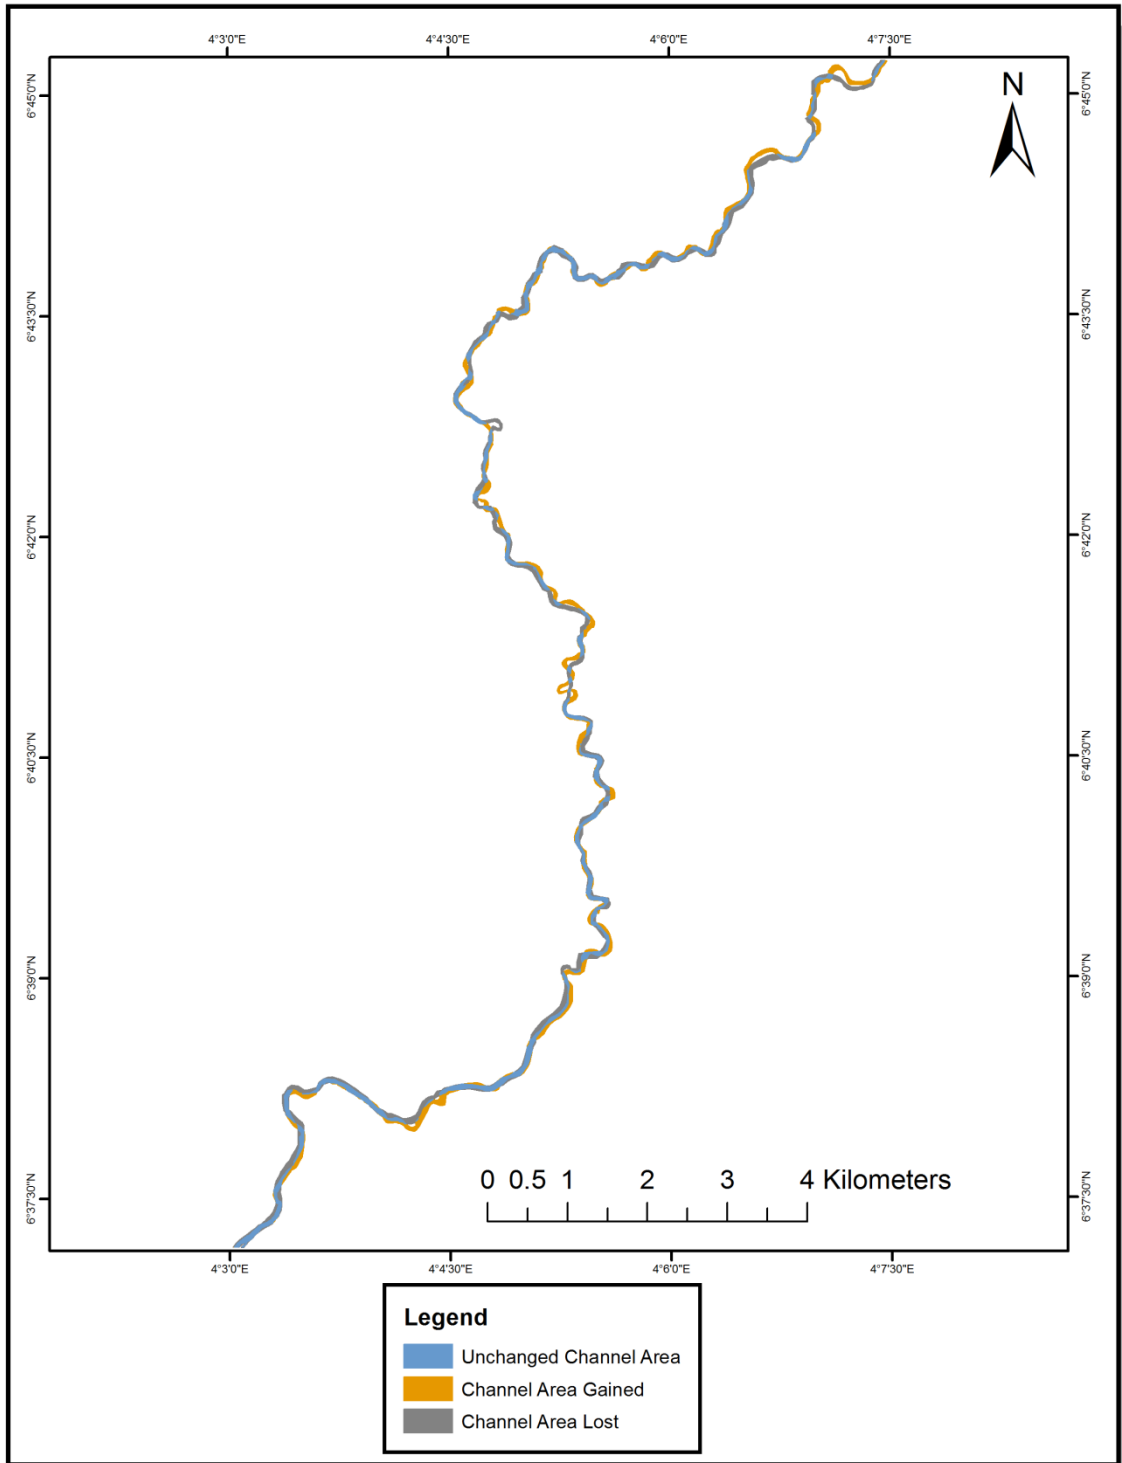 4°3'0"E 4°4'30"E 4°6'0"E 4°7'30"E
N
6°45'0"N 6°45'0"N
6°43'30"N 6°43'30"N
6°42'0"N 6°42'0"N
6°40'30"N 6°40'30"N
6°39'0"N 6°39'0"N
6°37'30"N 6°37'30"N
0 0.5 1 2 3 4 Kilometers
4°3'0"E 4°4'30"E 4°6'0"E 4°7'30"E
Legend
Unchanged Channel Area
Channel Area Gained
Channel Area Lost